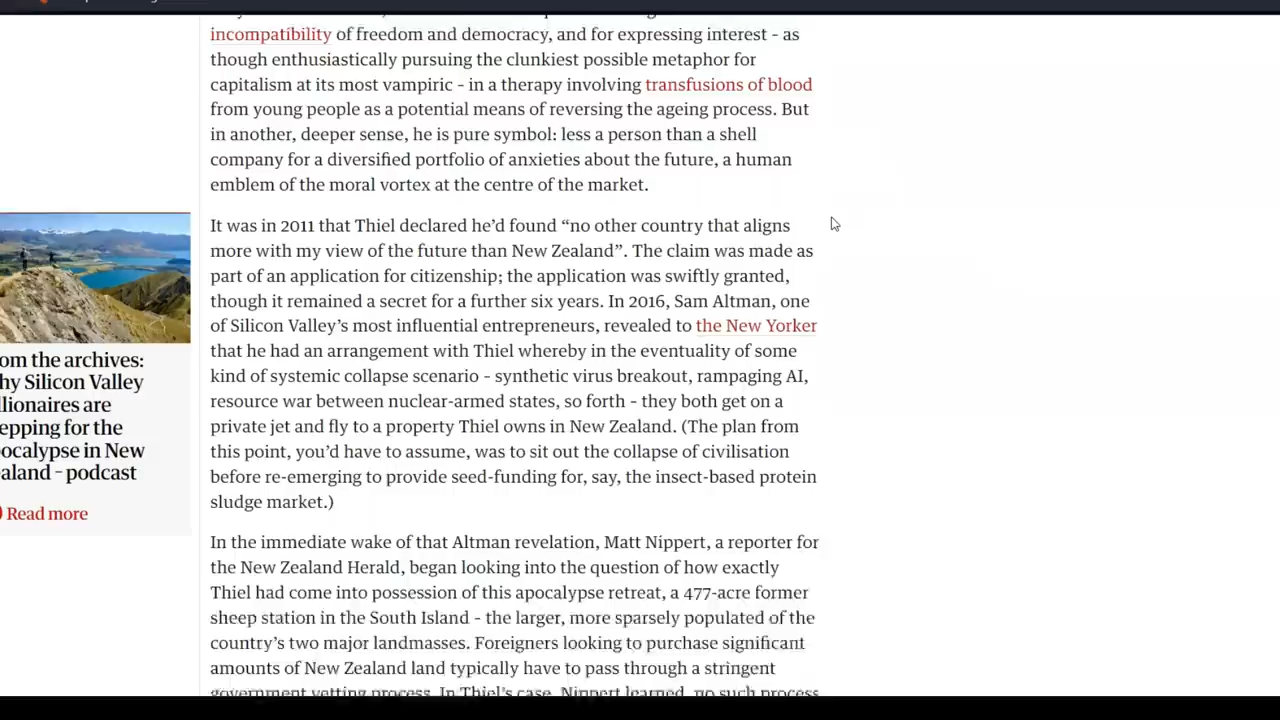 incompatibility of freedom and democracy, and for expressing interest – as
though enthusiastically pursuing the clunkiest possible metaphor for
capitalism at its most vampiric – in a therapy involving transfusions of blood
from young people as a potential means of reversing the ageing process. But
in another, deeper sense, he is pure symbol: less a person than a shell
company for a diversified portfolio of anxieties about the future, a human
emblem of the moral vortex at the centre of the market.
It was in 2011 that Thiel declared he’d found “no other country that aligns
more with my view of the future than New Zealand”. The claim was made as
part of an application for citizenship; the application was swiftly granted,
though it remained a secret for a further six years. In 2016, Sam Altman, one
of Silicon Valley’s most influential entrepreneurs, revealed to the New Yorker
that he had an arrangement with Thiel whereby in the eventuality of some
kind of systemic collapse scenario – synthetic virus breakout, rampaging AI,
resource war between nuclear-armed states, so forth – they both get on a
private jet and fly to a property Thiel owns in New Zealand. (The plan from
this point, you’d have to assume, was to sit out the collapse of civilisation
before re-emerging to provide seed-funding for, say, the insect-based protein
sludge market.)
In the immediate wake of that Altman revelation, Matt Nippert, a reporter for
the New Zealand Herald, began looking into the question of how exactly
Thiel had come into possession of this apocalypse retreat, a 477-acre former
sheep station in the South Island – the larger, more sparsely populated of the
country’s two major landmasses. Foreigners looking to purchase significant
amounts of New Zealand land typically have to pass through a stringent
government vetting process. In Thiel’s case, Nippert learned, no such process
om the archives:
hy Silicon Valley
llionaires are
epping for the
pocalypse in New
aland – podcast
Read more